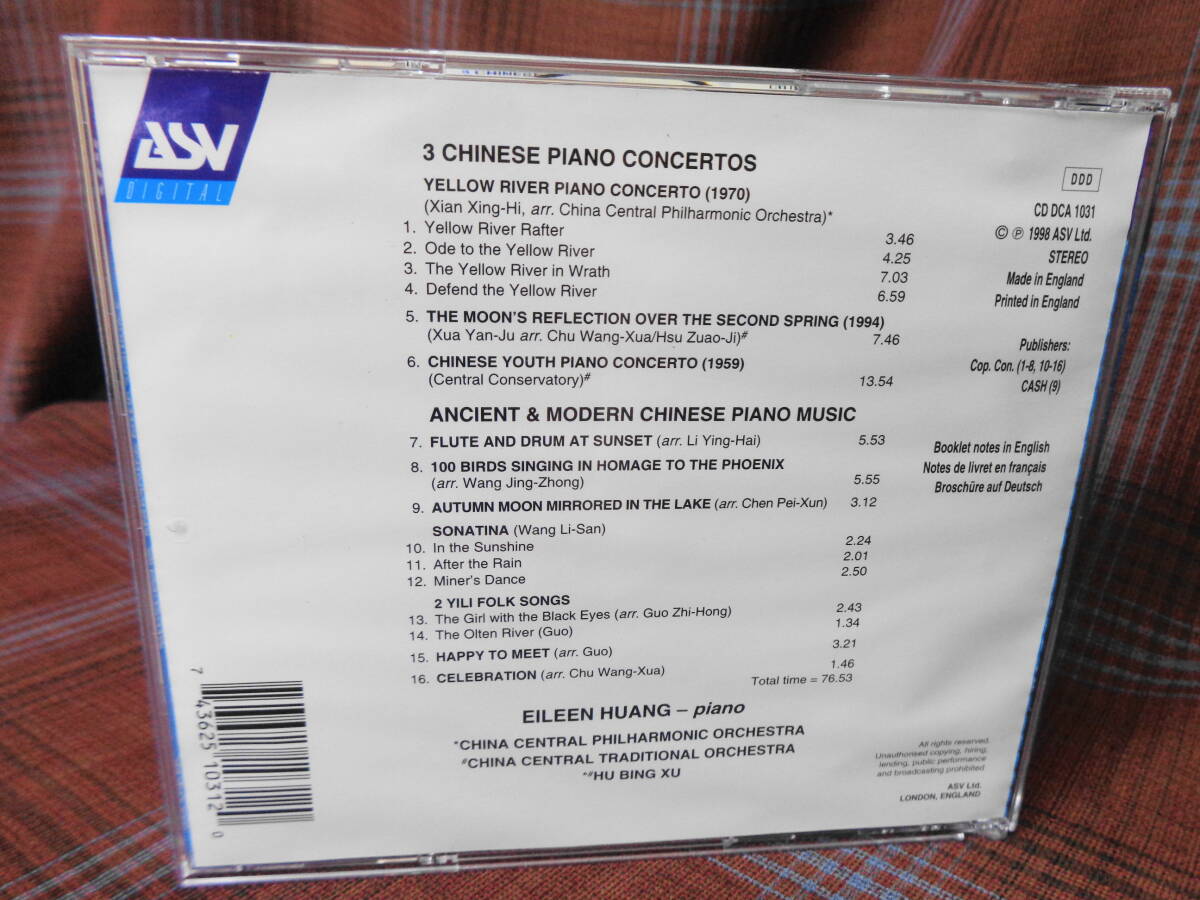 ASV
DIGITAL
3 CHINESE PIANO CONCERTOS
YELLOW RIVER PIANO CONCERTO (1970)
(Xian Xing-Hi, arr. China Central Philharmonic Orchestra)*
1. Yellow River Rafter 3.46
2. Ode to the Yellow River 4.25
3. The Yellow River in Wrath 7.03
4. Defend the Yellow River 6.59
5. THE MOON'S REFLECTION OVER THE SECOND SPRING (1994)
(Xua Yan-Ju arr. Chu Wang-Xua/Hsu Zuao-Ji)# 7.46
6. CHINESE YOUTH PIANO CONCERTO (1959)
(Central Conservatory)# 13.54
ANCIENT & MODERN CHINESE PIANO MUSIC
7. FLUTE AND DRUM AT SUNSET (arr. Li Ying-Hai) 5.53
8. 100 BIRDS SINGING IN HOMAGE TO THE PHOENIX
(arr. Wang Jing-Zhong) 5.55
9. AUTUMN MOON MIRRORED IN THE LAKE (arr. Chen Pei-Xun) 3.12
SONATINA (Wang Li-San)
10. In the Sunshine 2.24
11. After the Rain 2.01
12. Miner's Dance 2.50
2 YILI FOLK SONGS
13. The Girl with the Black Eyes (arr. Guo Zhi-Hong) 2.43
14. The Olten River (Guo) 1.34
15. HAPPY TO MEET (arr. Guo) 3.21
16. CELEBRATION (arr. Chu Wang-Xua) 1.46
Total time = 76.53
EILEEN HUANG – piano
*CHINA CENTRAL PHILHARMONIC ORCHESTRA
#CHINA CENTRAL TRADITIONAL ORCHESTRA
*#HU BING XU
DDD
CD DCA 1031
© ℗ 1998 ASV Ltd.
STEREO
Made in England
Printed in England
Publishers:
Cop. Con. (1-8, 10-16)
CASH (9)
Booklet notes in English
Notes de livret en français
Broschüre auf Deutsch
All rights reserved.
Unauthorised copying, hiring,
lending, public performance
and broadcasting prohibited
ASV Ltd.
LONDON, ENGLAND
7 43625 10312 0